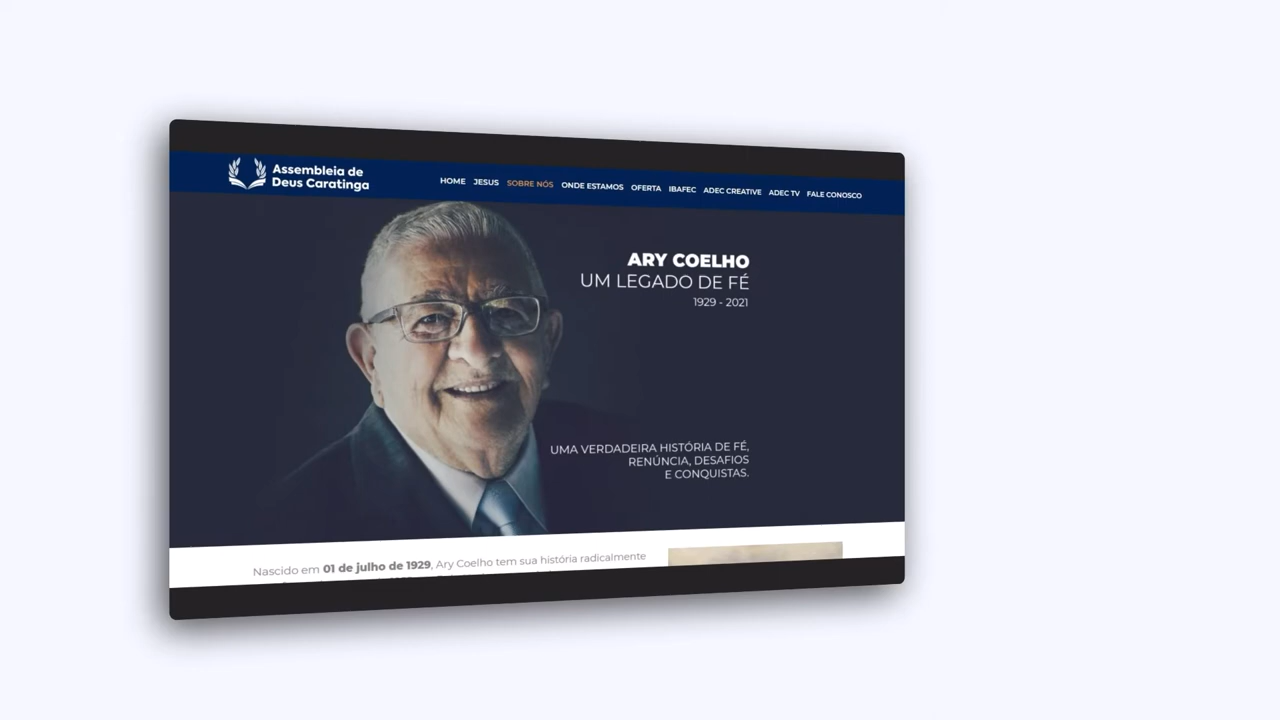 Assembleia de
Deus Caratinga
HOME JESUS SOBRE NÓS ONDE ESTAMOS OFERTA IBAFEC ADEC CREATIVE ADEC TV FALE CONOSCO
ARY COELHO
UM LEGADO DE FÉ
1929 - 2021
UMA VERDADEIRA HISTÓRIA DE FÉ,
RENÚNCIA, DESAFIOS
E CONQUISTAS.
Nascido em 01 de julho de 1929, Ary Coelho tem sua história radicalmente